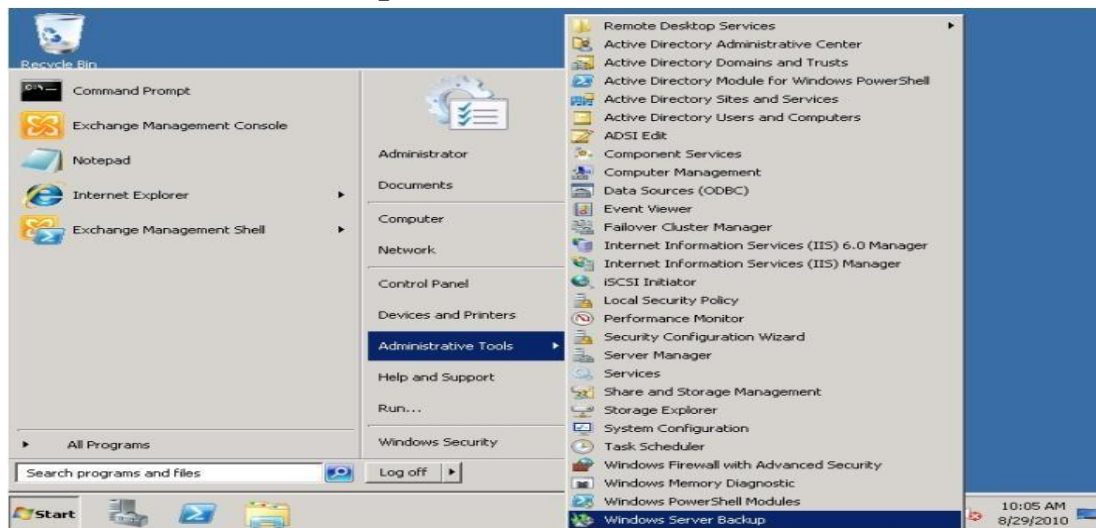 Recycle Bin
Command Prompt
Exchange Management Console
Notepad
Internet Explorer
Exchange Management Shell
All Programs
Search programs and files
Administrator
Documents
Computer
Network
Control Panel
Devices and Printers
Administrative Tools
Help and Support
Run...
Windows Security
Log off
Remote Desktop Services
Active Directory Administrative Center
Active Directory Domains and Trusts
Active Directory Module for Windows PowerShell
Active Directory Sites and Services
Active Directory Users and Computers
ADSI Edit
Component Services
Computer Management
Data Sources (ODBC)
Event Viewer
Failover Cluster Manager
Internet Information Services (IIS) 6.0 Manager
Internet Information Services (IIS) Manager
iSCSI Initiator
Local Security Policy
Performance Monitor
Security Configuration Wizard
Server Manager
Services
Share and Storage Management
Storage Explorer
System Configuration
Task Scheduler
Windows Firewall with Advanced Security
Windows Memory Diagnostic
Windows PowerShell Modules
Windows Server Backup
Start
10:05 AM
8/29/2010